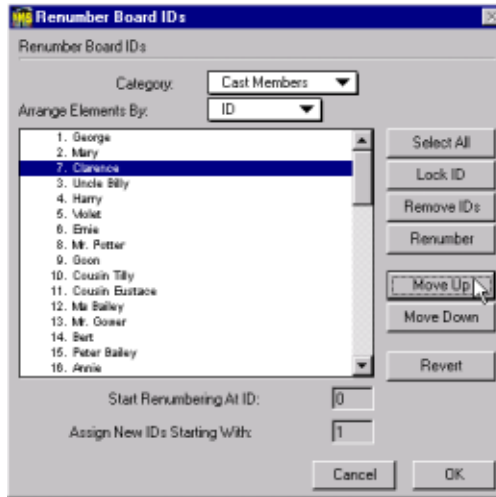 Renumber Board IDs
Renumber Board IDs
Category: Cast Members
Arrange Elements By: ID
1. George
2. Mary
7. Clarence
3. Uncle Billy
4. Harry
5. Violet
6. Ernie
8. Mr. Potter
9. Goon
10. Cousin Tilly
11. Cousin Eustace
12. Ma Bailey
13. Mr. Gower
14. Bert
15. Peter Bailey
16. Annie
Select All
Lock ID
Remove IDs
Renumber
Move Up
Move Down
Revert
Start Renumbering At ID: 0
Assign New IDs Starting With: 1
Cancel OK